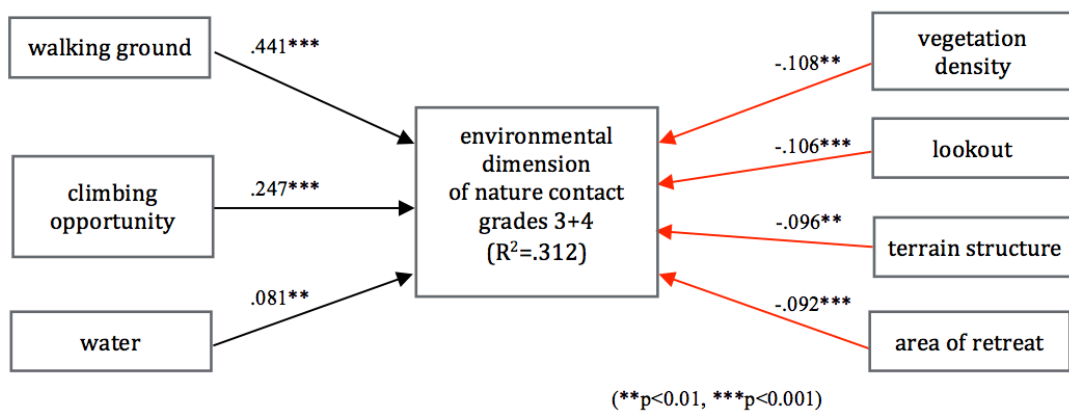 walking ground
.441***
climbing
opportunity
.247***
water
.081**
environmental
dimension
of nature contact
grades 3+4
(R²=.312)
-.108**
vegetation
density
-.106***
lookout
-.096**
terrain structure
-.092***
area of retreat
(**p<0.01, ***p<0.001)